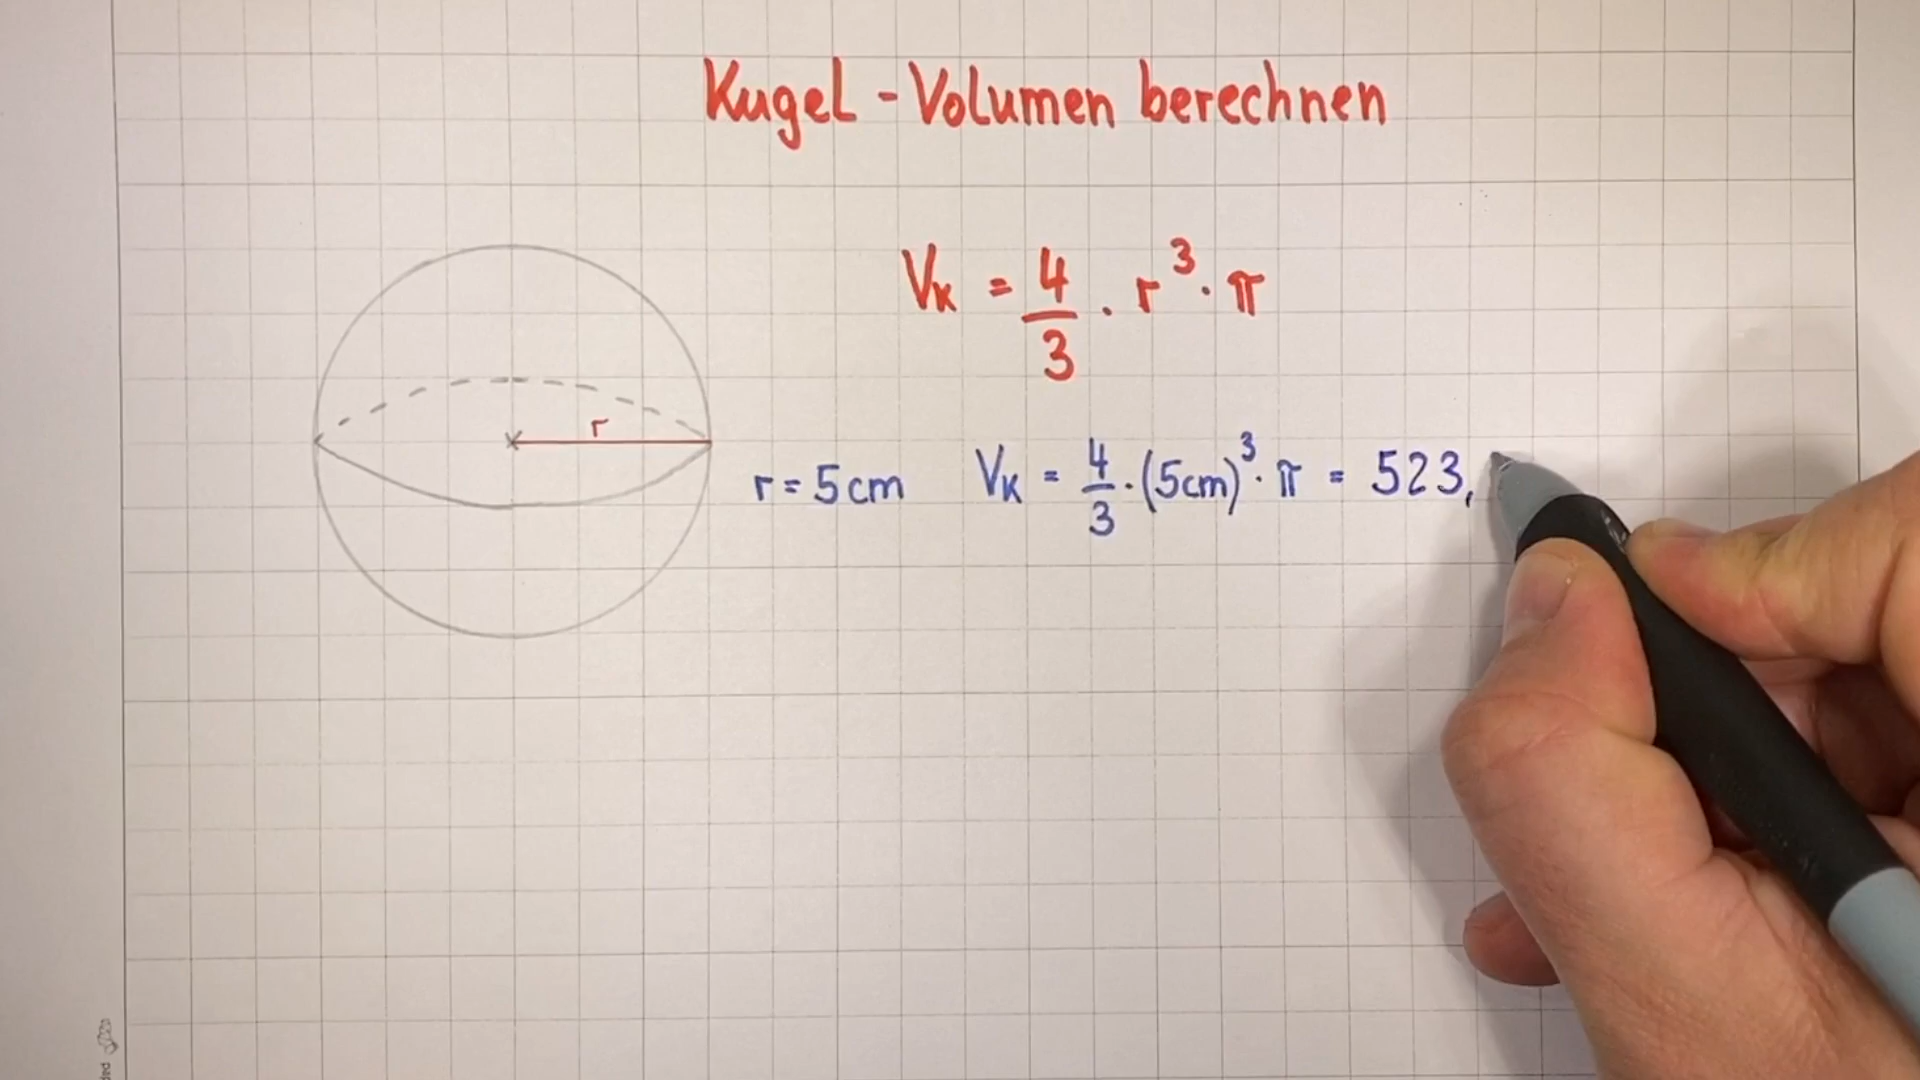 Kugel - Volumen berechnen
V_K = 4/3 · r³ · π
r
r = 5cm V_K = 4/3 · (5cm)³ · π = 523,